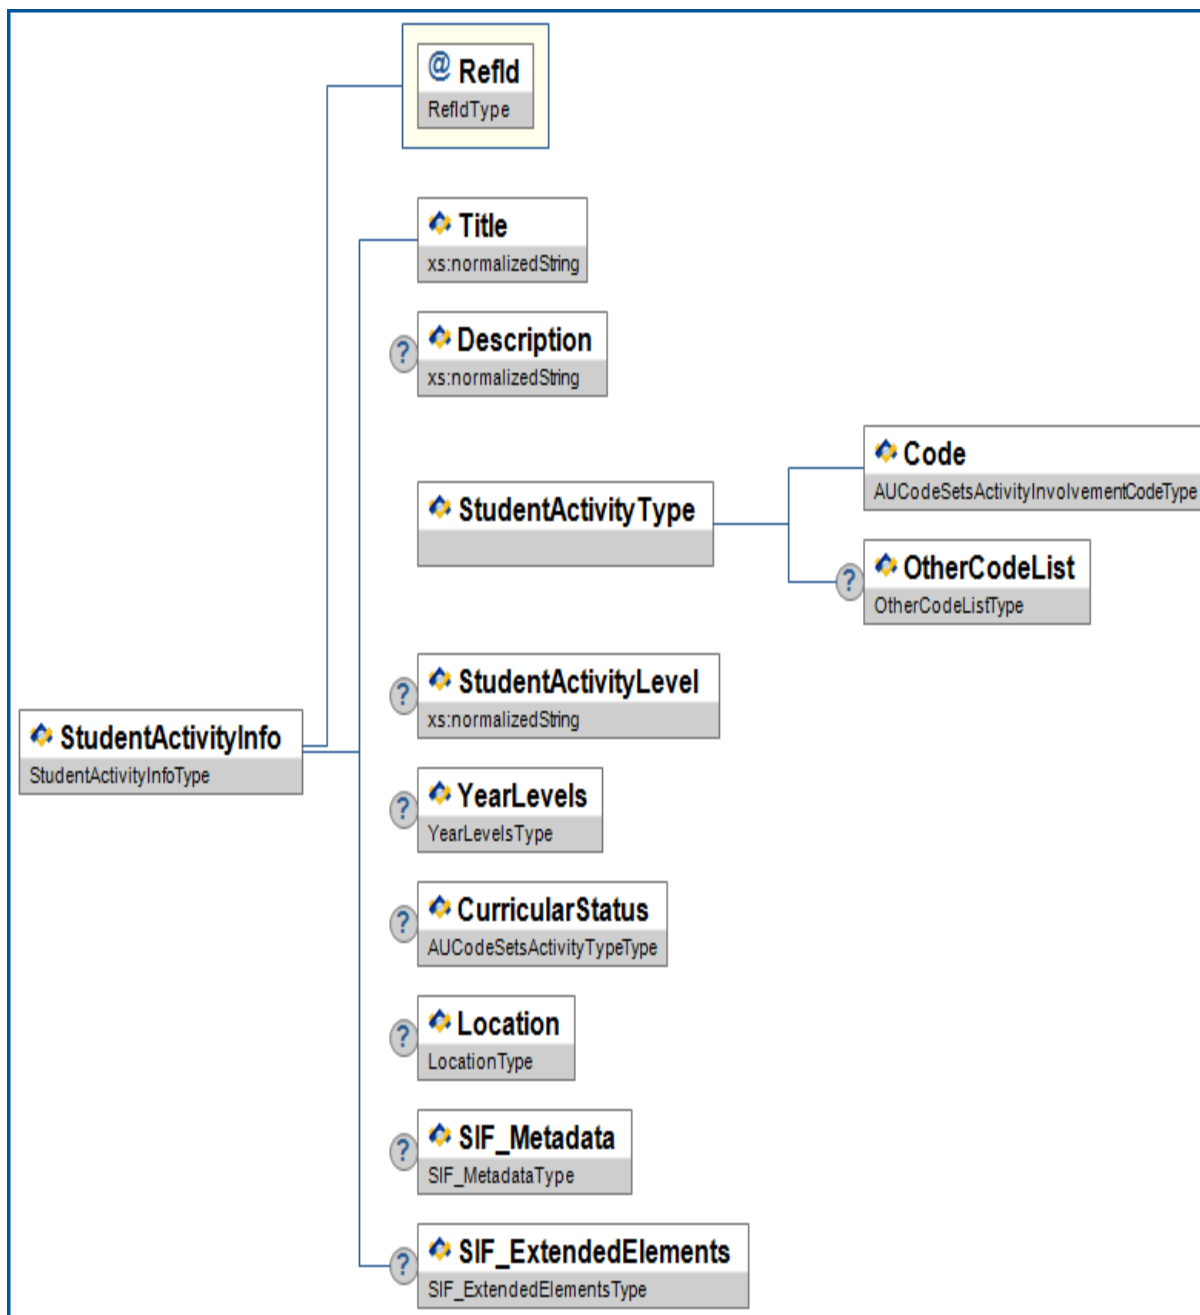 @ RefId
RefIdType
Title
xs:normalizedString
? Description
xs:normalizedString
StudentActivityType
Code
AUCodeSetsActivityInvolvementCodeType
? OtherCodeList
OtherCodeListType
? StudentActivityLevel
xs:normalizedString
StudentActivityInfo
StudentActivityInfoType
? YearLevels
YearLevelsType
? CurricularStatus
AUCodeSetsActivityTypeType
? Location
LocationType
? SIF_Metadata
SIF_MetadataType
? SIF_ExtendedElements
SIF_ExtendedElementsType